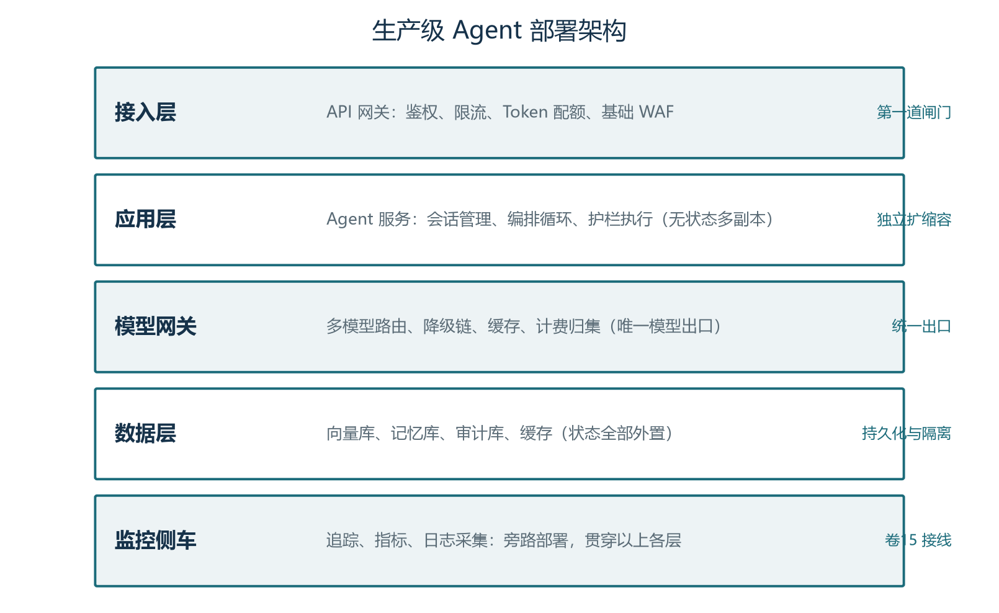 生产级 Agent 部署架构
接入层 API 网关：鉴权、限流、Token 配额、基础 WAF 第一道闸门
应用层 Agent 服务：会话管理、编排循环、护栏执行（无状态多副本） 独立扩缩容
模型网关 多模型路由、降级链、缓存、计费归集（唯一模型出口） 统一出口
数据层 向量库、记忆库、审计库、缓存（状态全部外置） 持久化与隔离
监控侧车 追踪、指标、日志采集：旁路部署，贯穿以上各层 卷15 接线